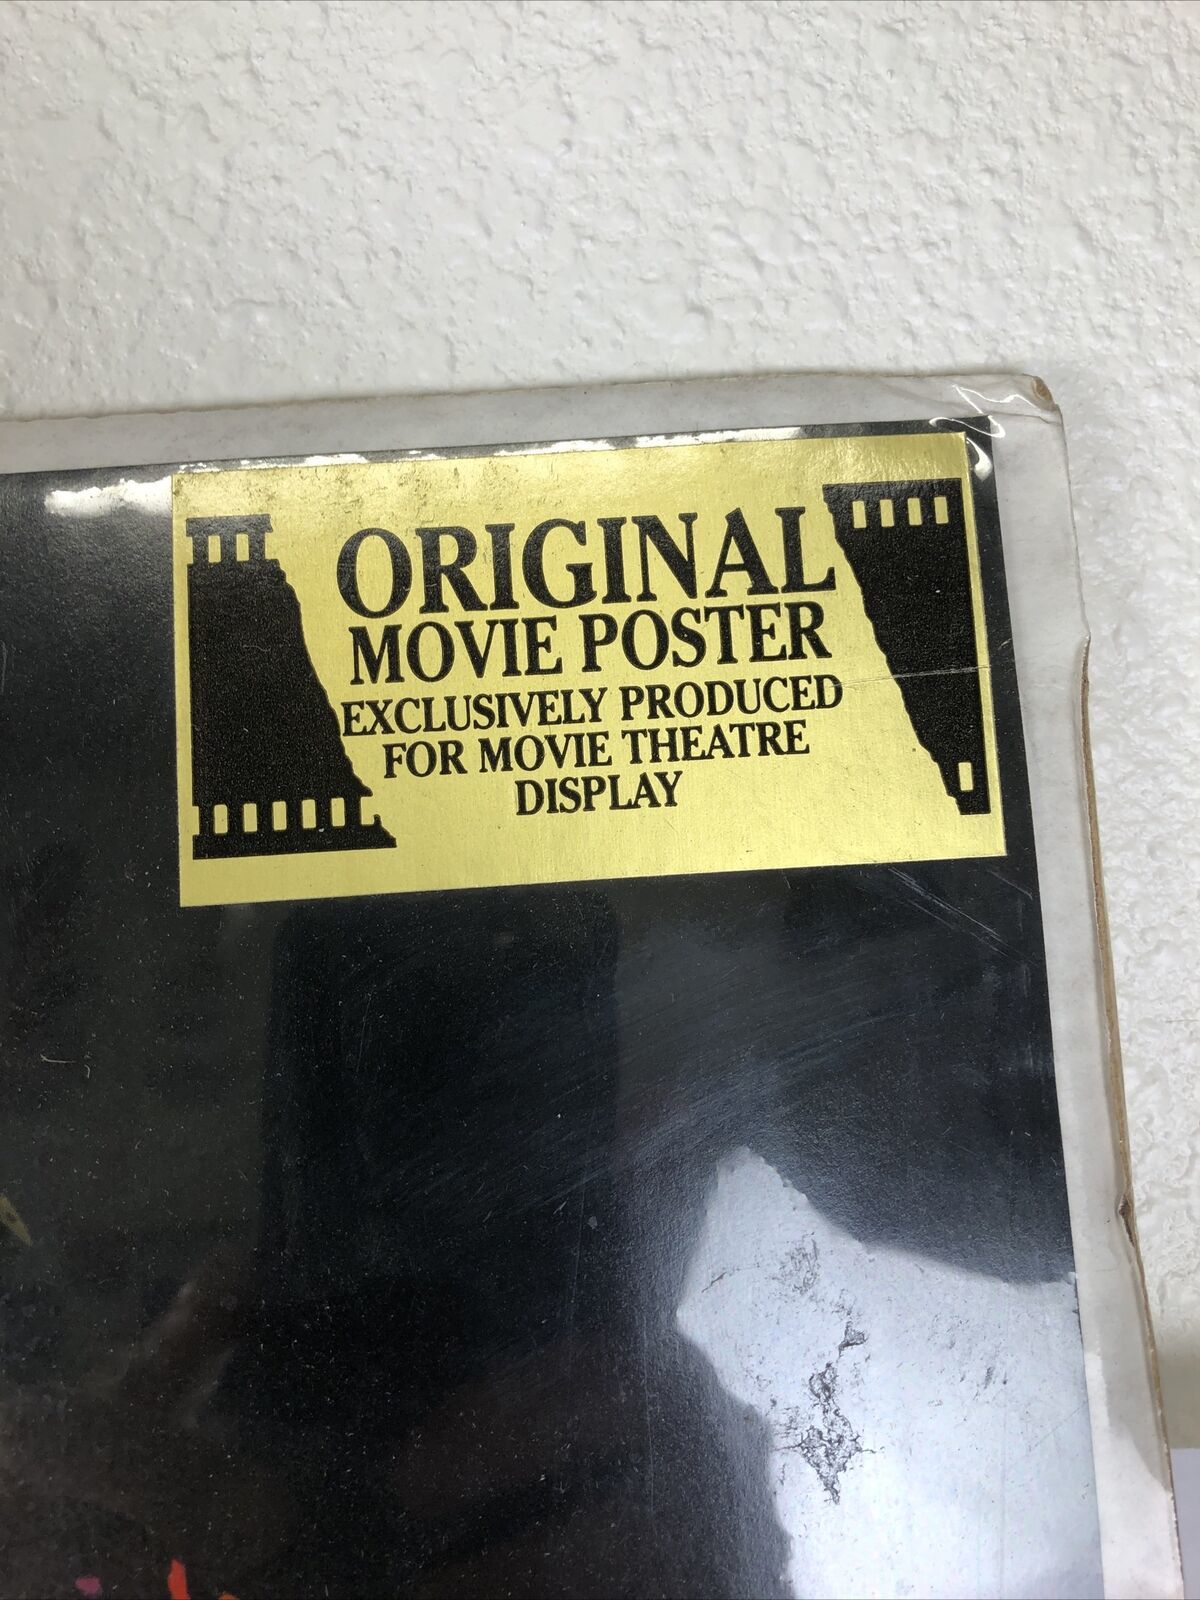 ORIGINAL
MOVIE POSTER
EXCLUSIVELY PRODUCED
FOR MOVIE THEATRE
DISPLAY